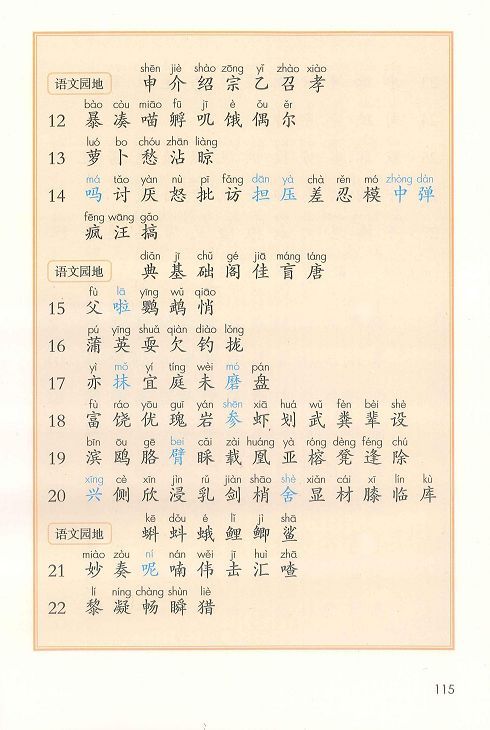 shēn jiè shào zōng yǐ zhào xiào
语文园地 申 介 绍 宗 乙 召 孝
bào còu miāo fū jī è ǒu ěr
12 暴 凑 喵 孵 叽 饿 偶 尔
luó bo chóu zhān liàng
13 萝 卜 愁 沾 晾
má tǎo yàn nù pī fǎng dān yā chà rěn mó zhòng dàn
14 吗 讨 厌 怒 批 访 担 压 差 忍 模 中 弹
fēng wāng gǎo
疯 汪 搞
diǎn jī chǔ gé jiā máng táng
语文园地 典 基 础 阁 佳 盲 唐
fù lā yīng wǔ qiāo
15 父 啦 鹦 鹉 悄
pú yīng shuǎ qiàn diào lǒng
16 蒲 英 耍 欠 钓 拢
yì mǒ yí tíng wèi mó pán
17 亦 抹 宜 庭 未 磨 盘
fù ráo yōu guī yán shēn xiā huá wǔ fèn bèi shè
18 富 饶 优 瑰 岩 参 虾 划 武 粪 辈 设
bīn ōu gē bei cǎi zài huáng yà róng dèng féng chú
19 滨 鸥 胳 臂 睬 载 凰 亚 榕 凳 逢 除
xīng cè xīn jìn rǔ jiàn shāo shè xiǎn cái xī lín kù
20 兴 侧 欣 浸 乳 剑 梢 舍 显 材 膝 临 库
kē dǒu é lǐ jì shā
语文园地 蝌 蚪 蛾 鲤 鲫 鲨
miào zòu ní nán wěi jī huì zhā
21 妙 奏 呢 喃 伟 击 汇 喳
lí níng chàng shùn liè
22 黎 凝 畅 瞬 猎
115